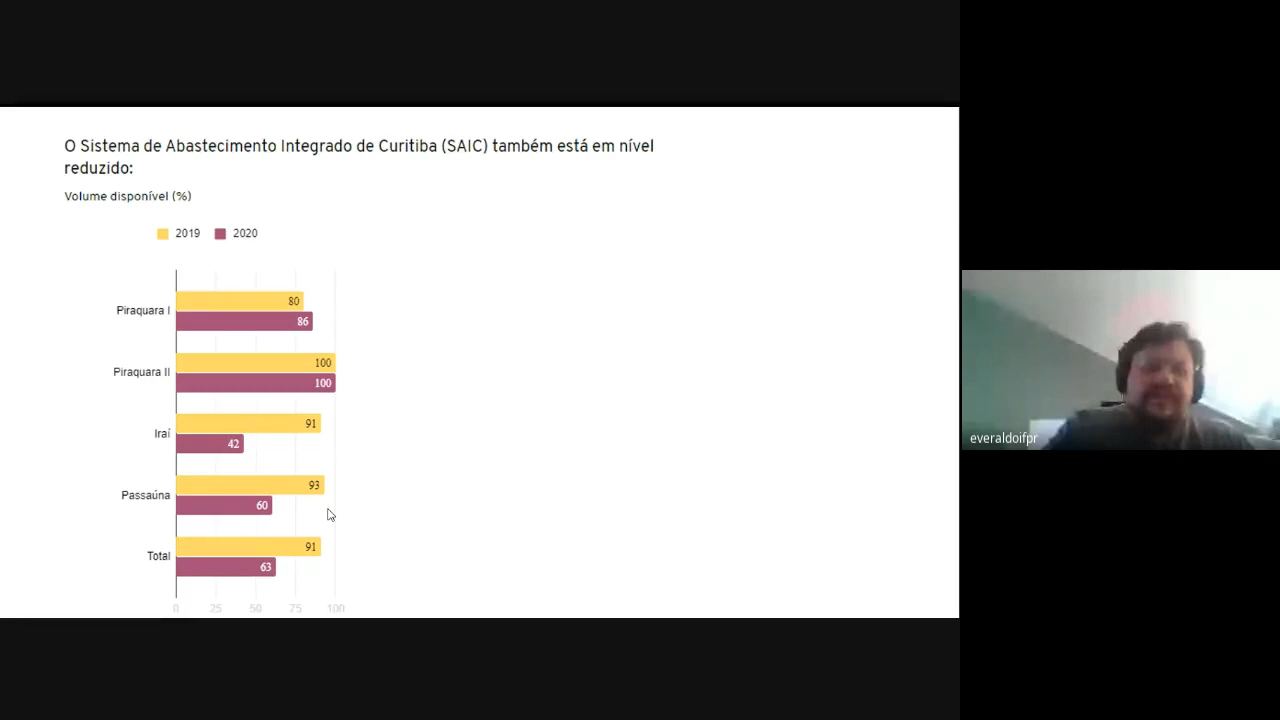 O Sistema de Abastecimento Integrado de Curitiba (SAIC) também está em nível
reduzido:
Volume disponível (%)
2019 2020
80
Piraquara I
86
100
Piraquara II
100
91
Iraí
42
93
Passaúna
60
91
Total
63
0 25 50 75 100
everaldoifpr